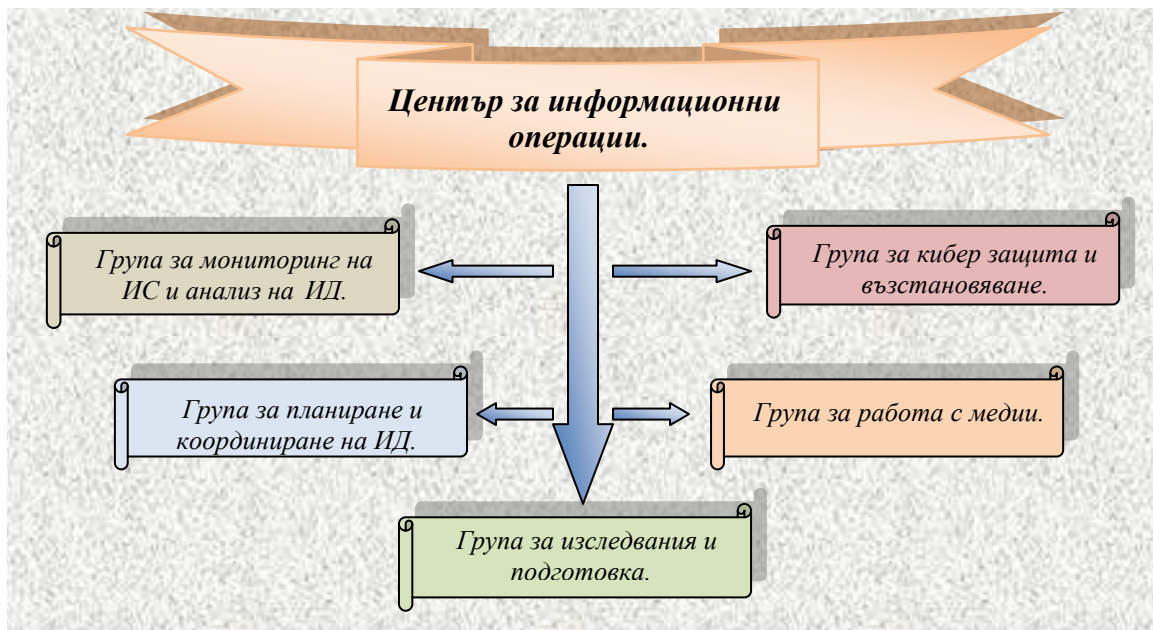 Център за информационни
операции.
Група за мониторинг на
ИС и анализ на ИД.
Група за кибер защита и
възстановяване.
Група за планиране и
координиране на ИД.
Група за работа с медии.
Група за изследвания и
подготовка.